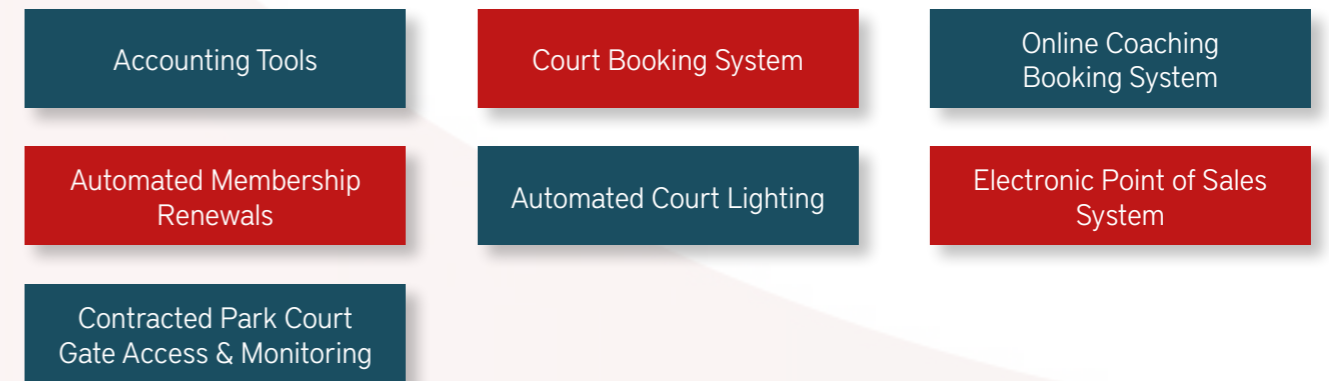 Accounting Tools
Court Booking System
Online Coaching
Booking System
Automated Membership
Renewals
Automated Court Lighting
Electronic Point of Sales
System
Contracted Park Court
Gate Access & Monitoring